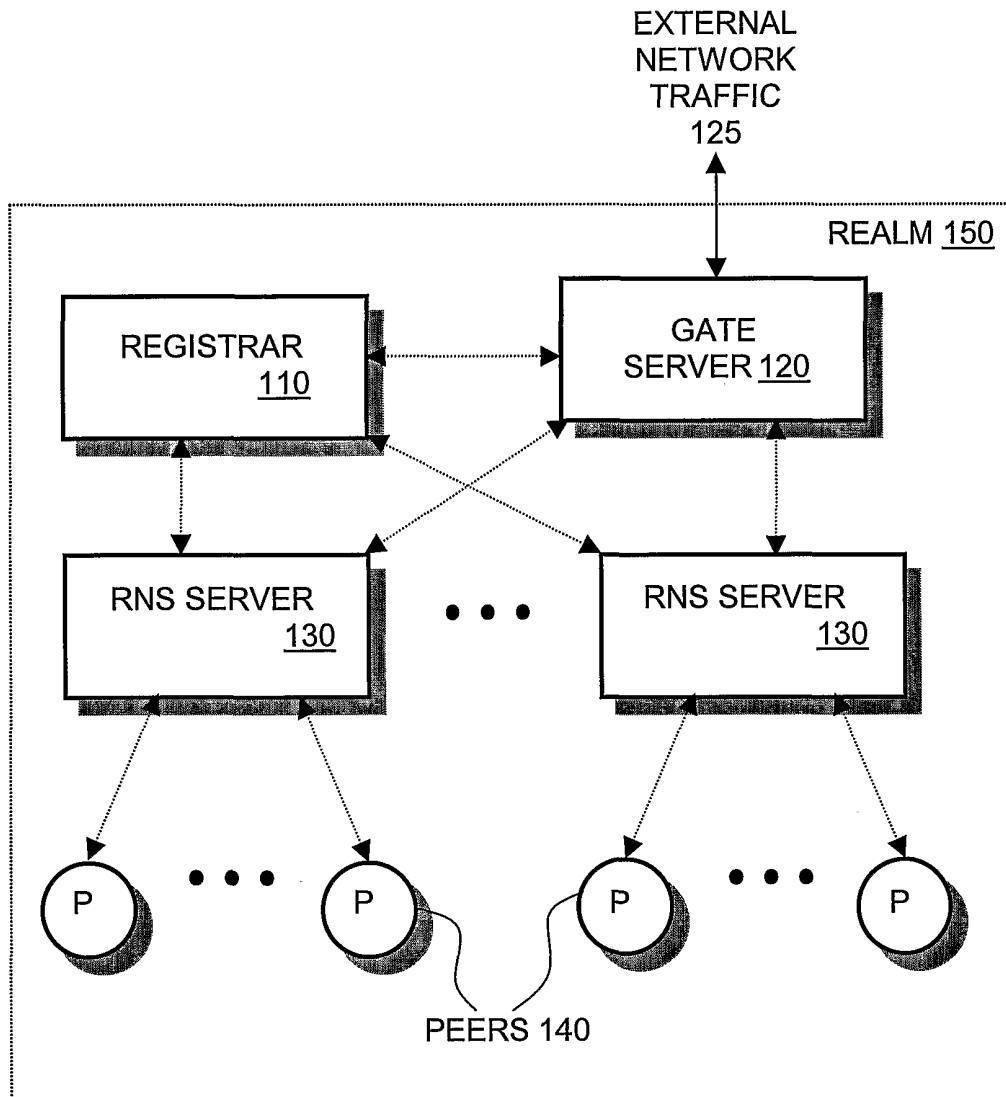 EXTERNAL
NETWORK
TRAFFIC
125
REALM 150
REGISTRAR
110
GATE
SERVER 120
RNS SERVER
130
RNS SERVER
130
P
P
P
P
PEERS 140